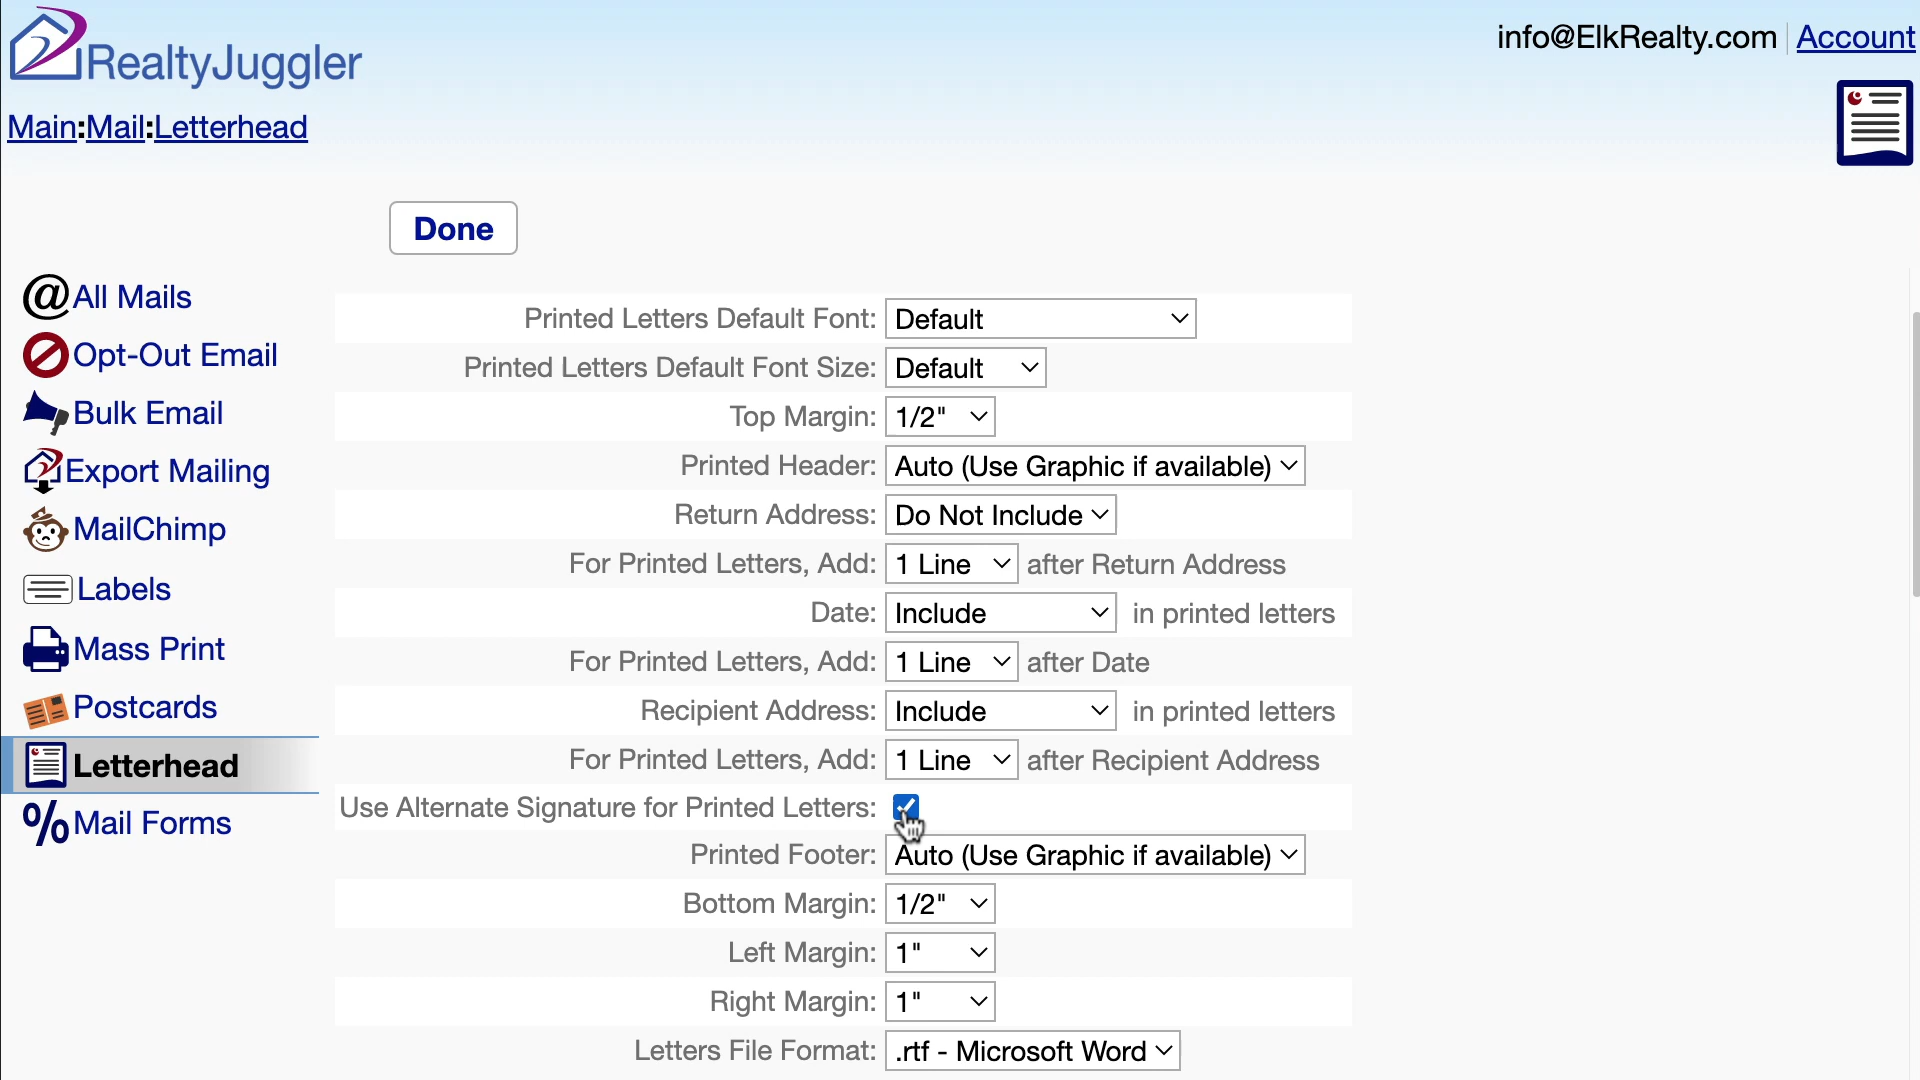 RealtyJuggler
info@ElkRealty.com Account
Main:Mail:Letterhead
Done
@All Mails
Opt-Out Email
Bulk Email
Export Mailing
MailChimp
Labels
Mass Print
Postcards
Letterhead
% Mail Forms
Printed Letters Default Font: Default
Printed Letters Default Font Size: Default
Top Margin: 1/2"
Printed Header: Auto (Use Graphic if available)
Return Address: Do Not Include
For Printed Letters, Add: 1 Line after Return Address
Date: Include in printed letters
For Printed Letters, Add: 1 Line after Date
Recipient Address: Include in printed letters
For Printed Letters, Add: 1 Line after Recipient Address
Use Alternate Signature for Printed Letters:
Printed Footer: Auto (Use Graphic if available)
Bottom Margin: 1/2"
Left Margin: 1"
Right Margin: 1"
Letters File Format: .rtf - Microsoft Word